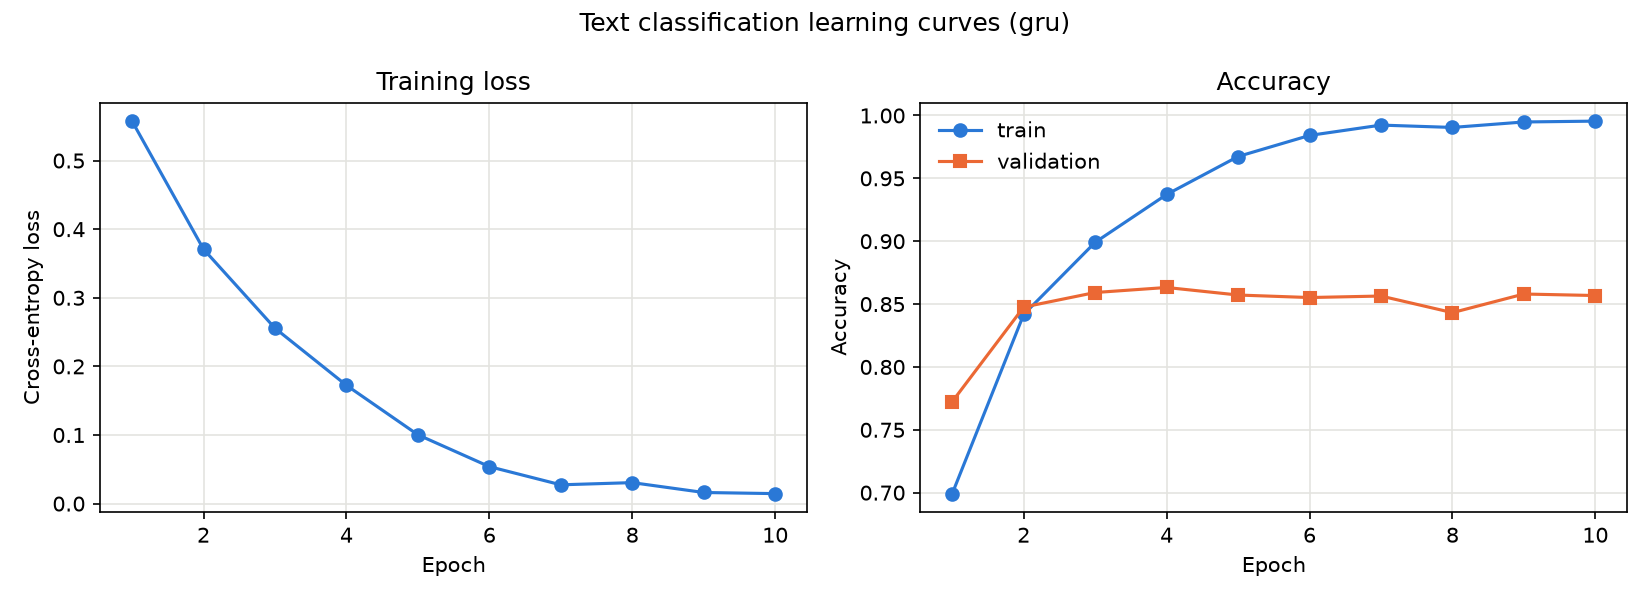 Text classification learning curves (gru)
Training loss
Cross-entropy loss
0.5
0.4
0.3
0.2
0.1
0.0
2 4 6 8 10
Epoch
Accuracy
train
validation
Accuracy
1.00
0.95
0.90
0.85
0.80
0.75
0.70
2 4 6 8 10
Epoch